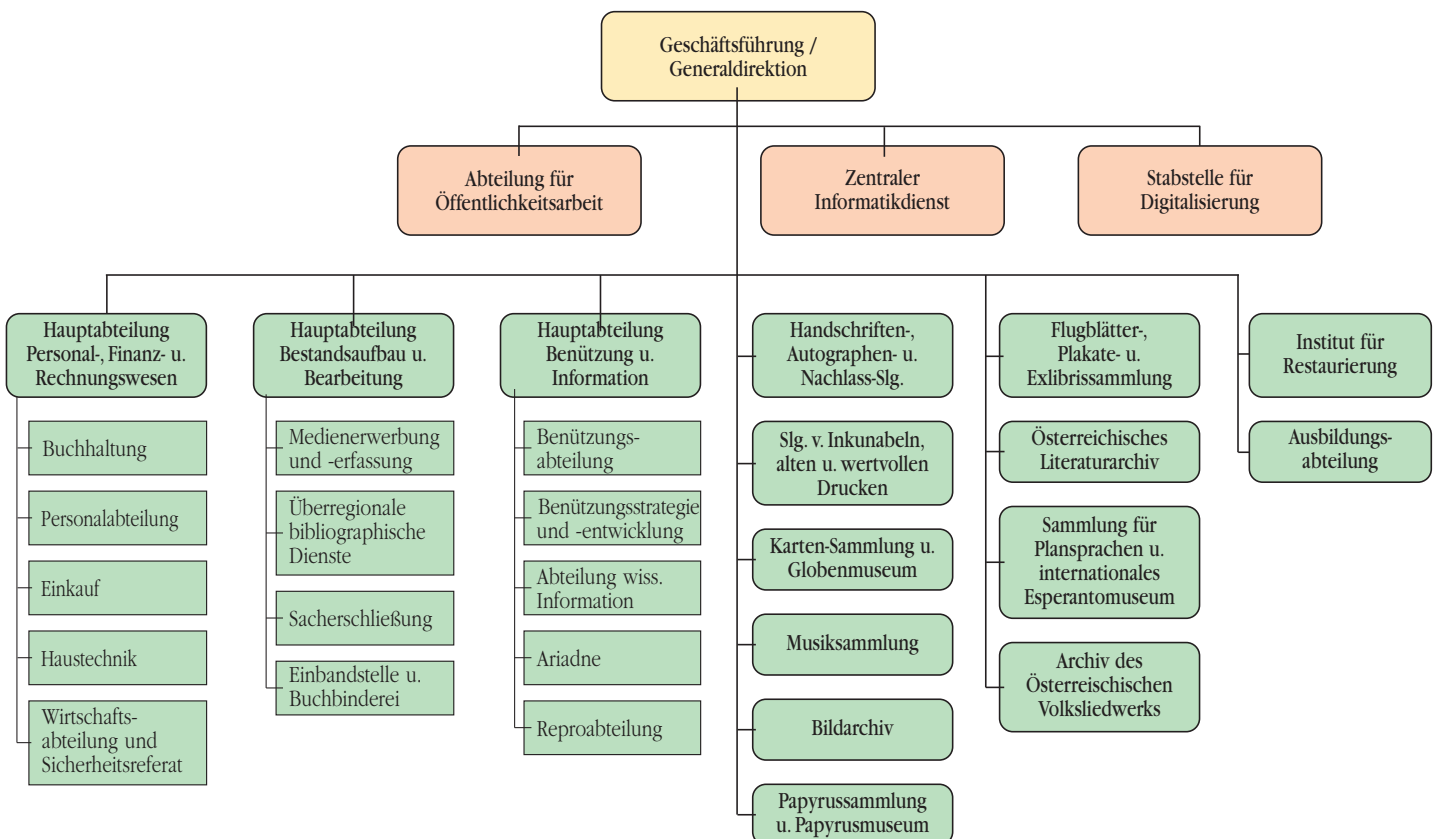 Geschäftsführung /
Generaldirektion
Abteilung für
Öffentlichkeitsarbeit
Zentraler
Informatikdienst
Stabstelle für
Digitalisierung
Hauptabteilung
Personal-, Finanz- u.
Rechnungswesen
Buchhaltung
Personalabteilung
Einkauf
Haustechnik
Wirtschafts-
abteilung und
Sicherheitsreferat
Hauptabteilung
Bestandsaufbau u.
Bearbeitung
Medienerwerbung
und -erfassung
Überregionale
bibliographische
Dienste
Sacherschließung
Einbandstelle u.
Buchbinderei
Hauptabteilung
Benützung u.
Information
Benützungs-
abteilung
Benützungsstrategie
und -entwicklung
Abteilung wiss.
Information
Ariadne
Reproabteilung
Handschriften-,
Autographen- u.
Nachlass-Slg.
Slg. v. Inkunabeln,
alten u. wertvollen
Drucken
Karten-Sammlung u.
Globenmuseum
Musiksammlung
Bildarchiv
Papyrussammlung
u. Papyrusmuseum
Flugblätter-,
Plakate- u.
Exlibrissammlung
Österreichisches
Literaturarchiv
Sammlung für
Plansprachen u.
internationales
Esperantomuseum
Archiv des
Österreischischen
Volksliedwerks
Institut für
Restaurierung
Ausbildungs-
abteilung